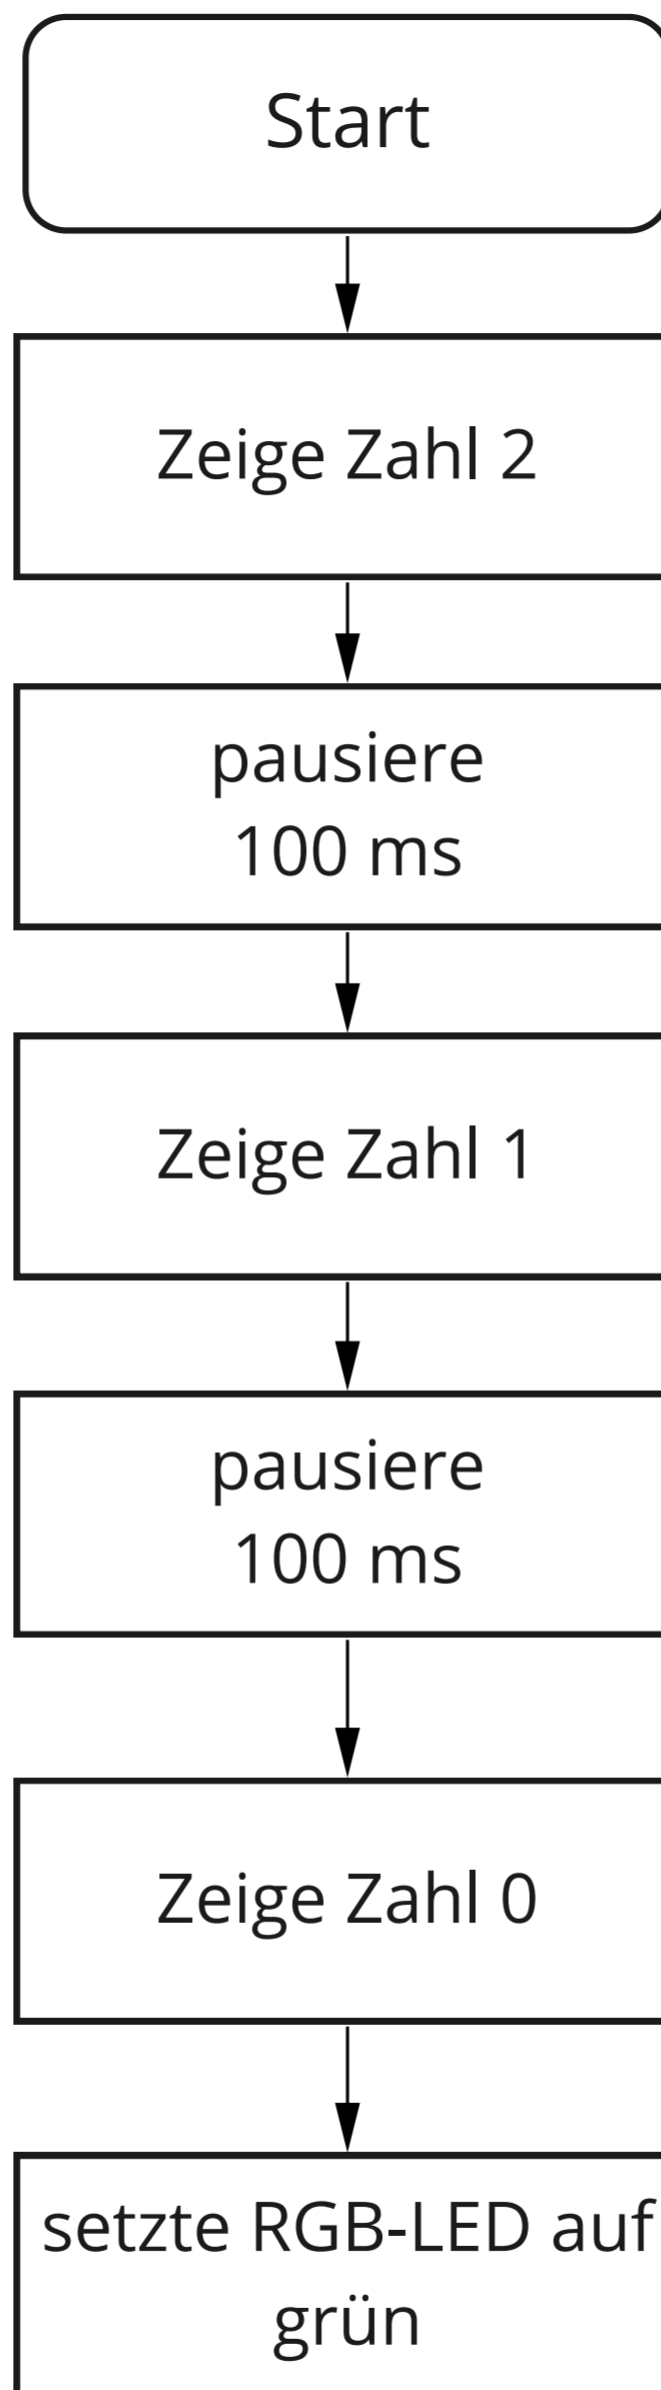 Start
Zeige Zahl 2
pausiere
100 ms
Zeige Zahl 1
pausiere
100 ms
Zeige Zahl 0
setzte RGB-LED auf
grün